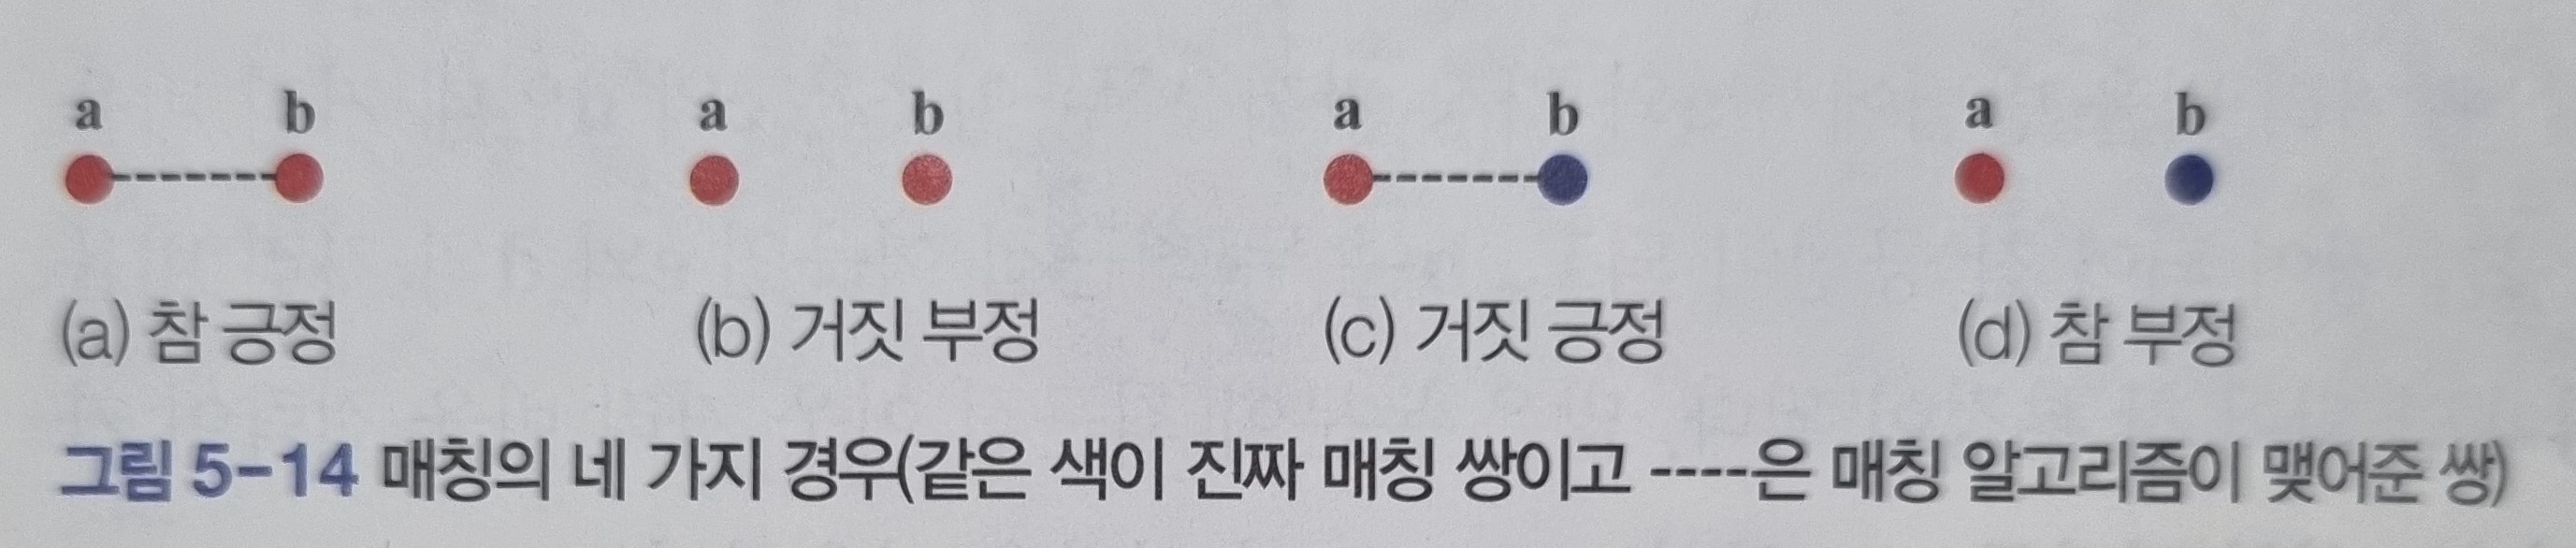 a b a b a b a b
(a) 참 긍정 (b) 거짓 부정 (c) 거짓 긍정 (d) 참 부정
그림 5-14 매칭의 네 가지 경우(같은 색이 진짜 매칭 쌍이고 ----은 매칭 알고리즘이 맺어준 쌍)